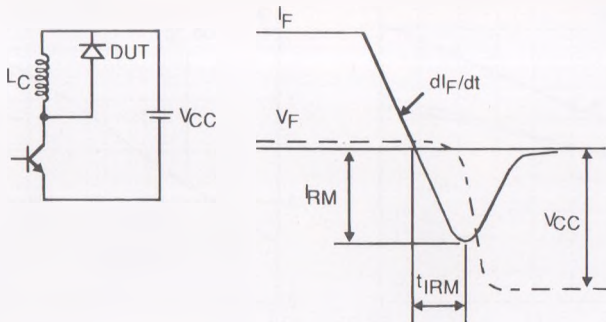 DUT
LC
VCC
IF
dIF/dt
VF
IRM
VCC
tIRM